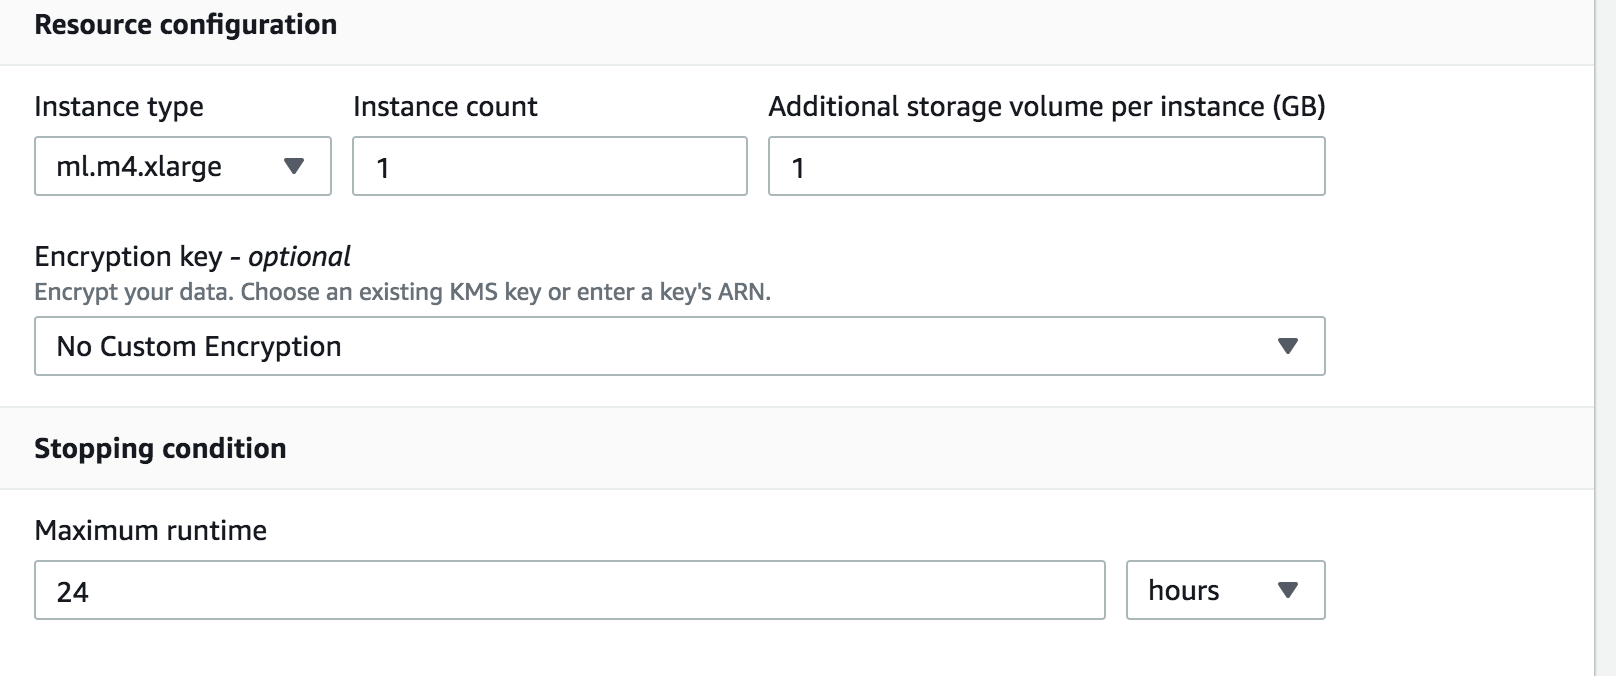 Resource configuration
Instance type Instance count Additional storage volume per instance (GB)
ml.m4.xlarge 1 1
Encryption key - optional
Encrypt your data. Choose an existing KMS key or enter a key's ARN.
No Custom Encryption
Stopping condition
Maximum runtime
24 hours